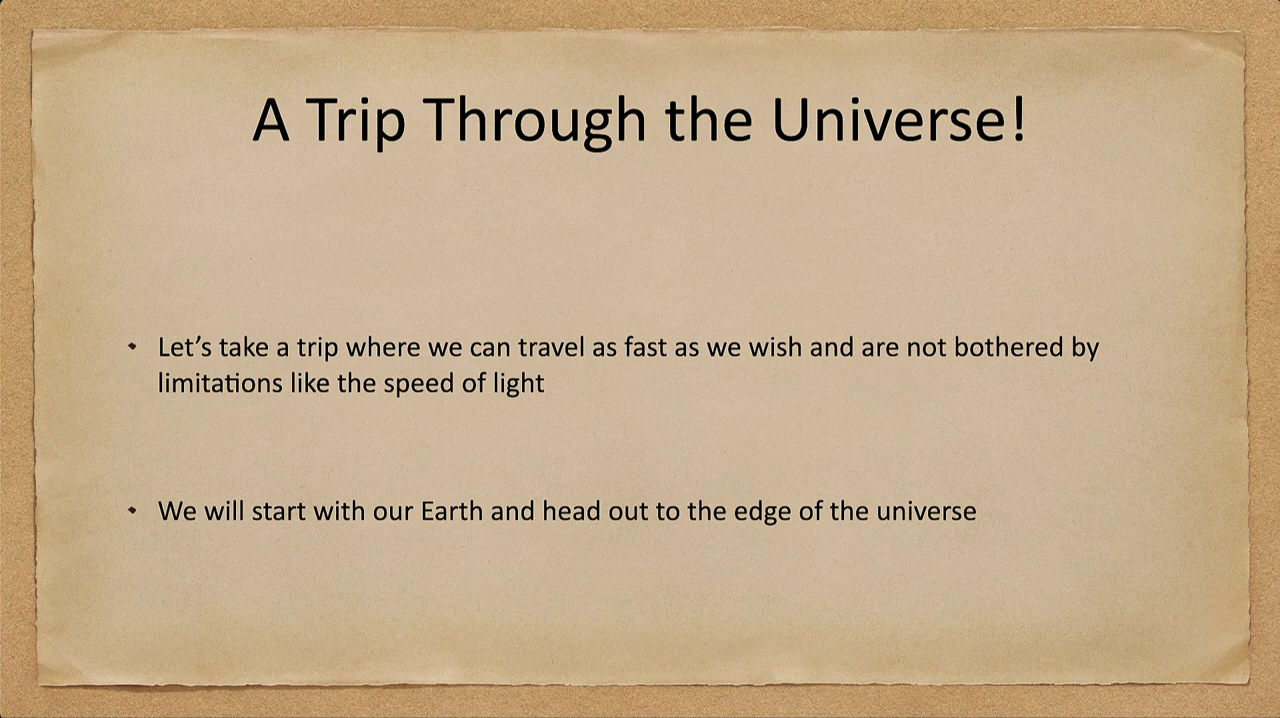 A Trip Through the Universe!
• Let’s take a trip where we can travel as fast as we wish and are not bothered by
limitations like the speed of light
• We will start with our Earth and head out to the edge of the universe